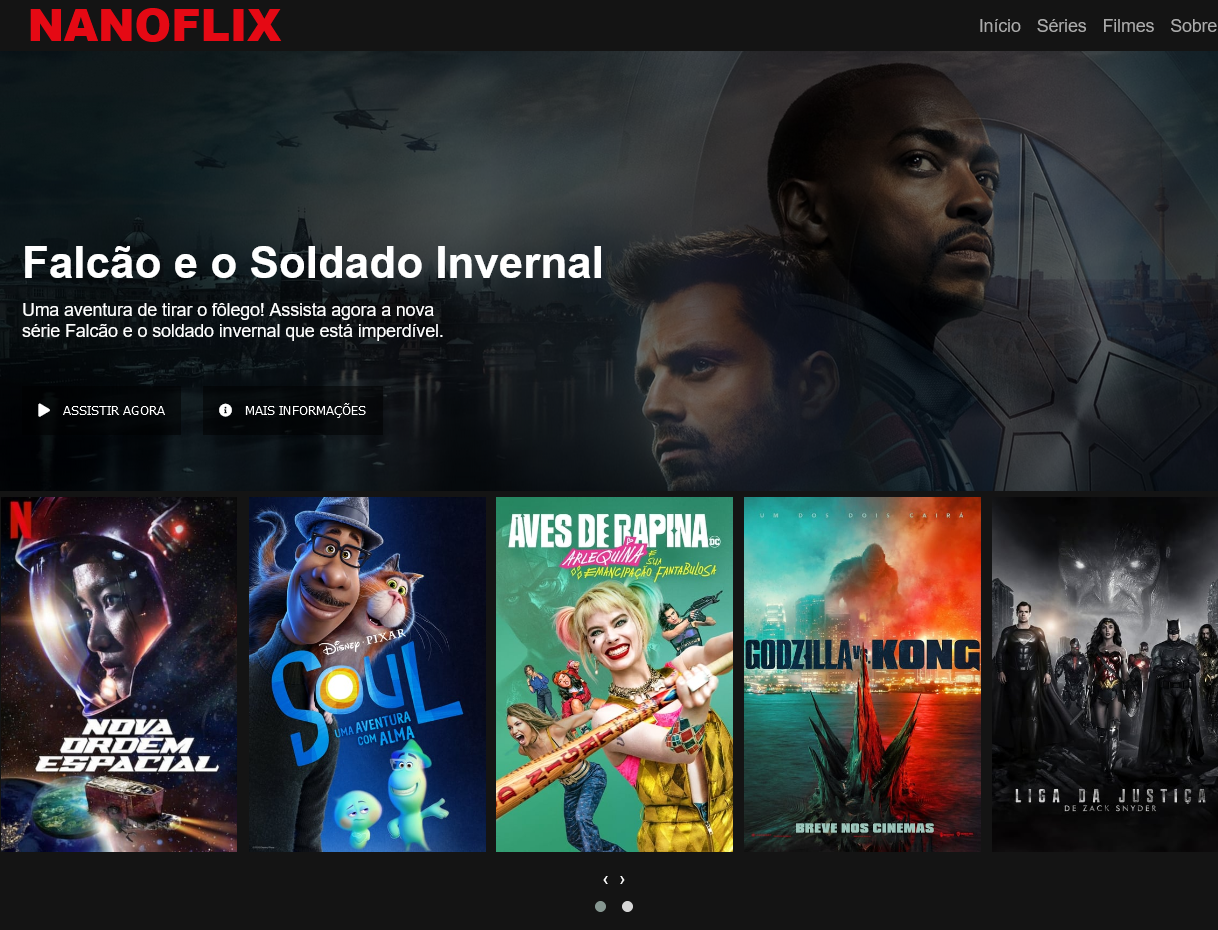 NANOFLIX
Início Séries Filmes Sobre
Falcão e o Soldado Invernal
Uma aventura de tirar o fôlego! Assista agora a nova
série Falcão e o soldado invernal que está imperdível.
ASSISTIR AGORA
MAIS INFORMAÇÕES
N
NOVA
ORDEM
ESPACIAL
DISNEY · PIXAR
SOUL
UMA AVENTURA
COM ALMA
AVES DE RAPINA
DC
ARLEQUINA E SUA
EMANCIPAÇÃO FANTABULOSA
UM DOS DOIS CAIRÁ
GODZILLA VS. KONG
BREVE NOS CINEMAS
LIGA DA JUSTIÇA
DE ZACK SNYDER
‹ ›